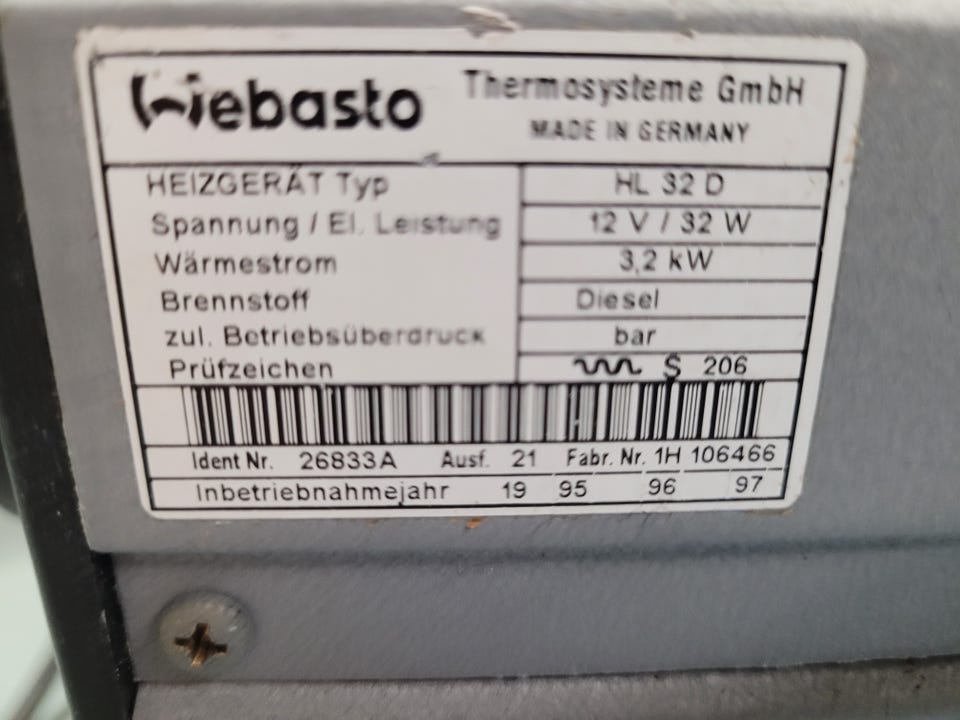 Webasto Thermosysteme GmbH
MADE IN GERMANY
HEIZGERÄT Typ HL 32 D
Spannung / El. Leistung 12 V / 32 W
Wärmestrom 3,2 kW
Brennstoff Diesel
zul. Betriebsüberdruck bar
Prüfzeichen S 206
Ident Nr. 26833A Ausf. 21 Fabr. Nr. 1H 106466
Inbetriebnahmejahr 19 95 96 97